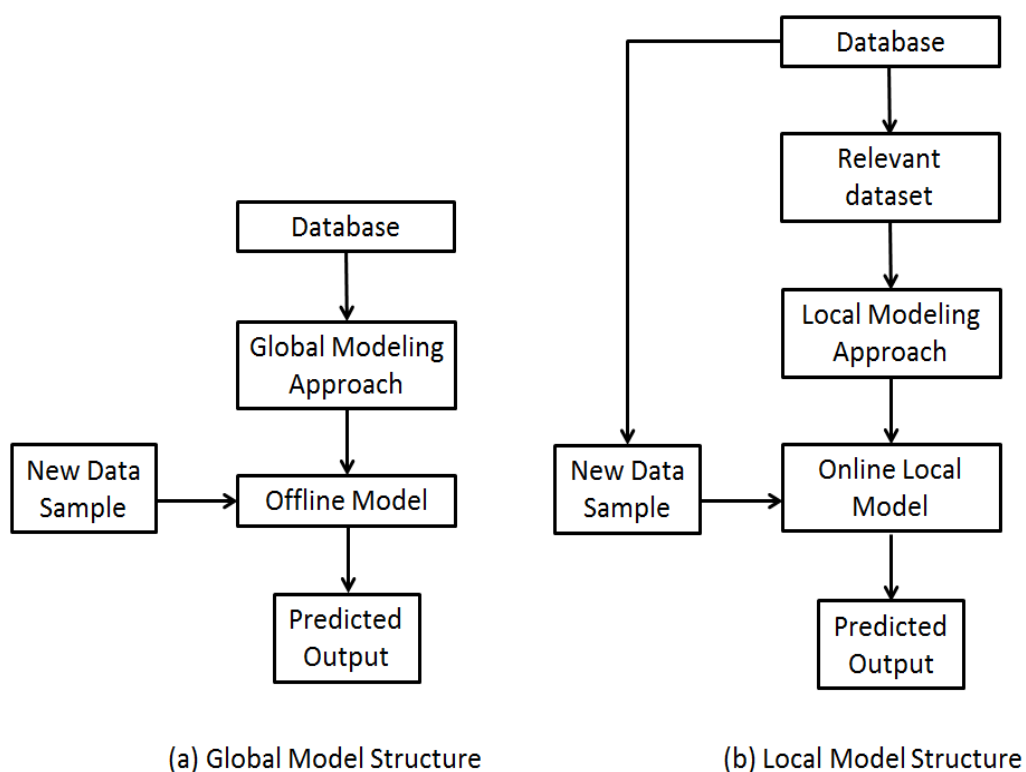 Database
Global Modeling
Approach
New Data
Sample
Offline Model
Predicted
Output
(a) Global Model Structure
Database
Relevant
dataset
Local Modeling
Approach
New Data
Sample
Online Local
Model
Predicted
Output
(b) Local Model Structure